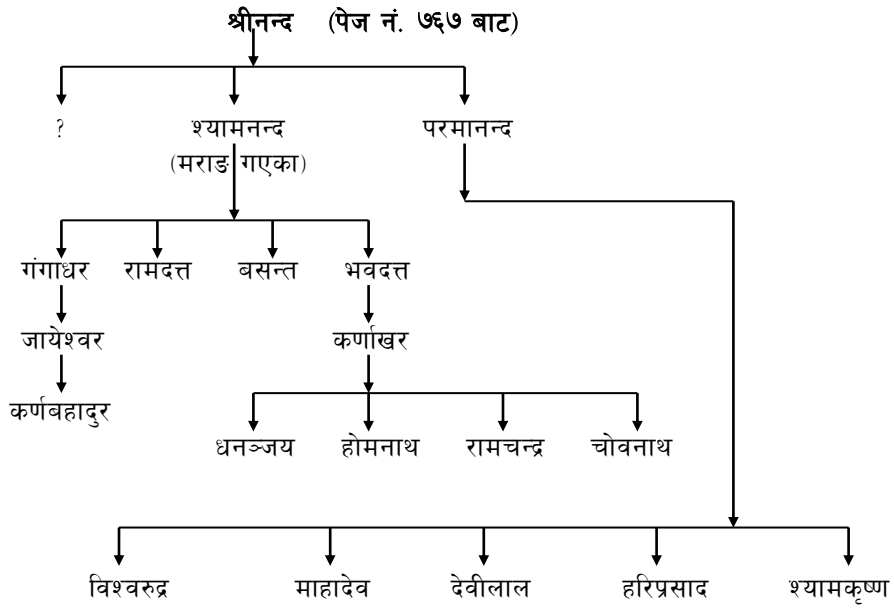 श्रीनन्द (पेज नं. ७६७ बाट)
? श्यामनन्द परमानन्द
(मराङ गएका)
गंगाधर रामदत्त बसन्त भवदत्त
जायेश्वर कर्णाखर
कर्णबहादुर
धनञ्जय होमनाथ रामचन्द्र चोवनाथ
विश्वरुद्र माहादेव देवीलाल हरिप्रसाद श्यामकृष्ण